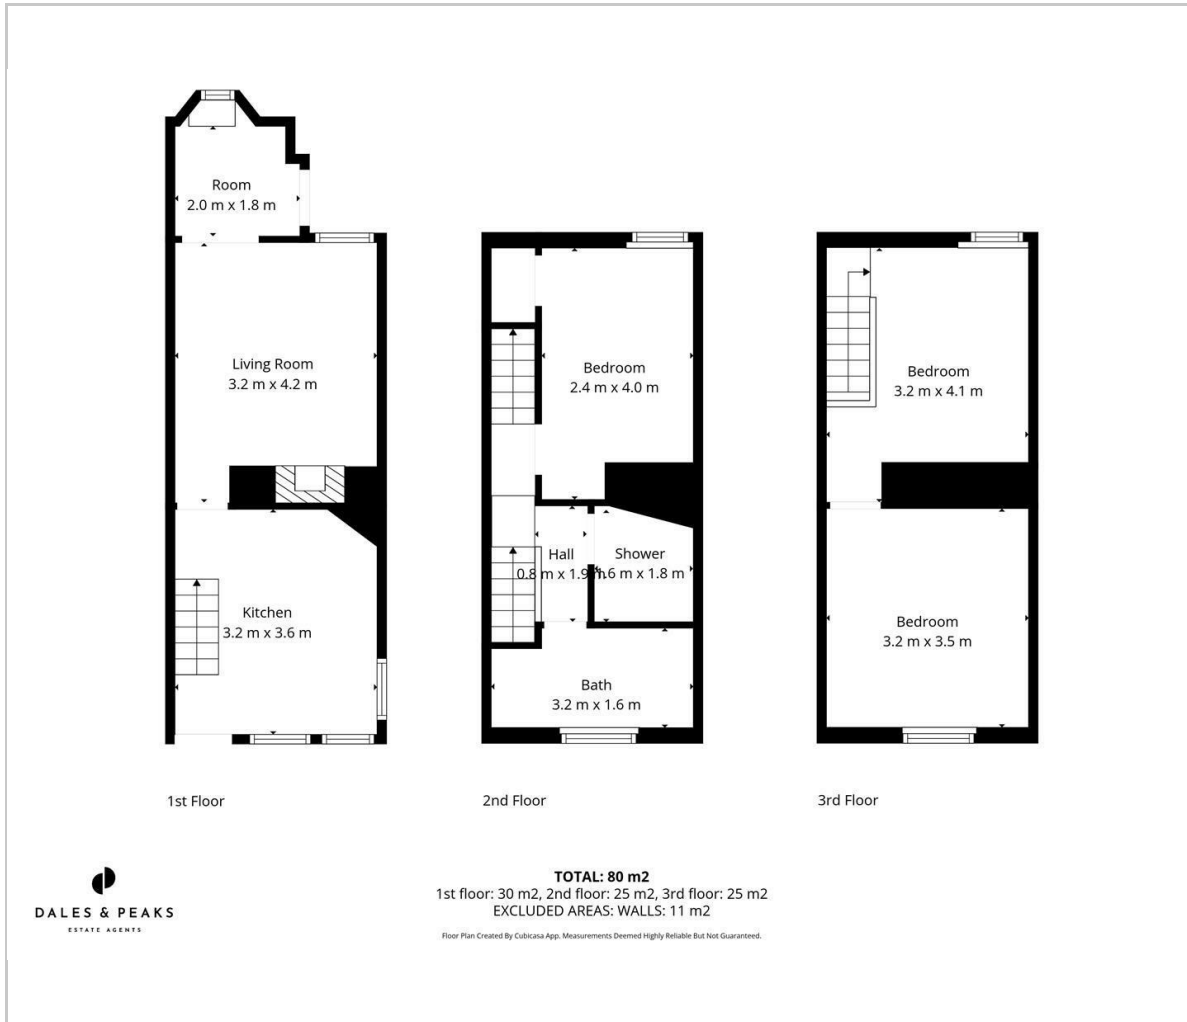 Room
2.0 m x 1.8 m
Living Room
3.2 m x 4.2 m
Kitchen
3.2 m x 3.6 m
1st Floor
Bedroom
2.4 m x 4.0 m
Hall
0.8 m x 1.9 m
Shower
1.6 m x 1.8 m
Bath
3.2 m x 1.6 m
2nd Floor
Bedroom
3.2 m x 4.1 m
Bedroom
3.2 m x 3.5 m
3rd Floor
DALES & PEAKS
ESTATE AGENTS
TOTAL: 80 m2
1st floor: 30 m2, 2nd floor: 25 m2, 3rd floor: 25 m2
EXCLUDED AREAS: WALLS: 11 m2
Floor Plan Created By Cubicasa App. Measurements Deemed Highly Reliable But Not Guaranteed.